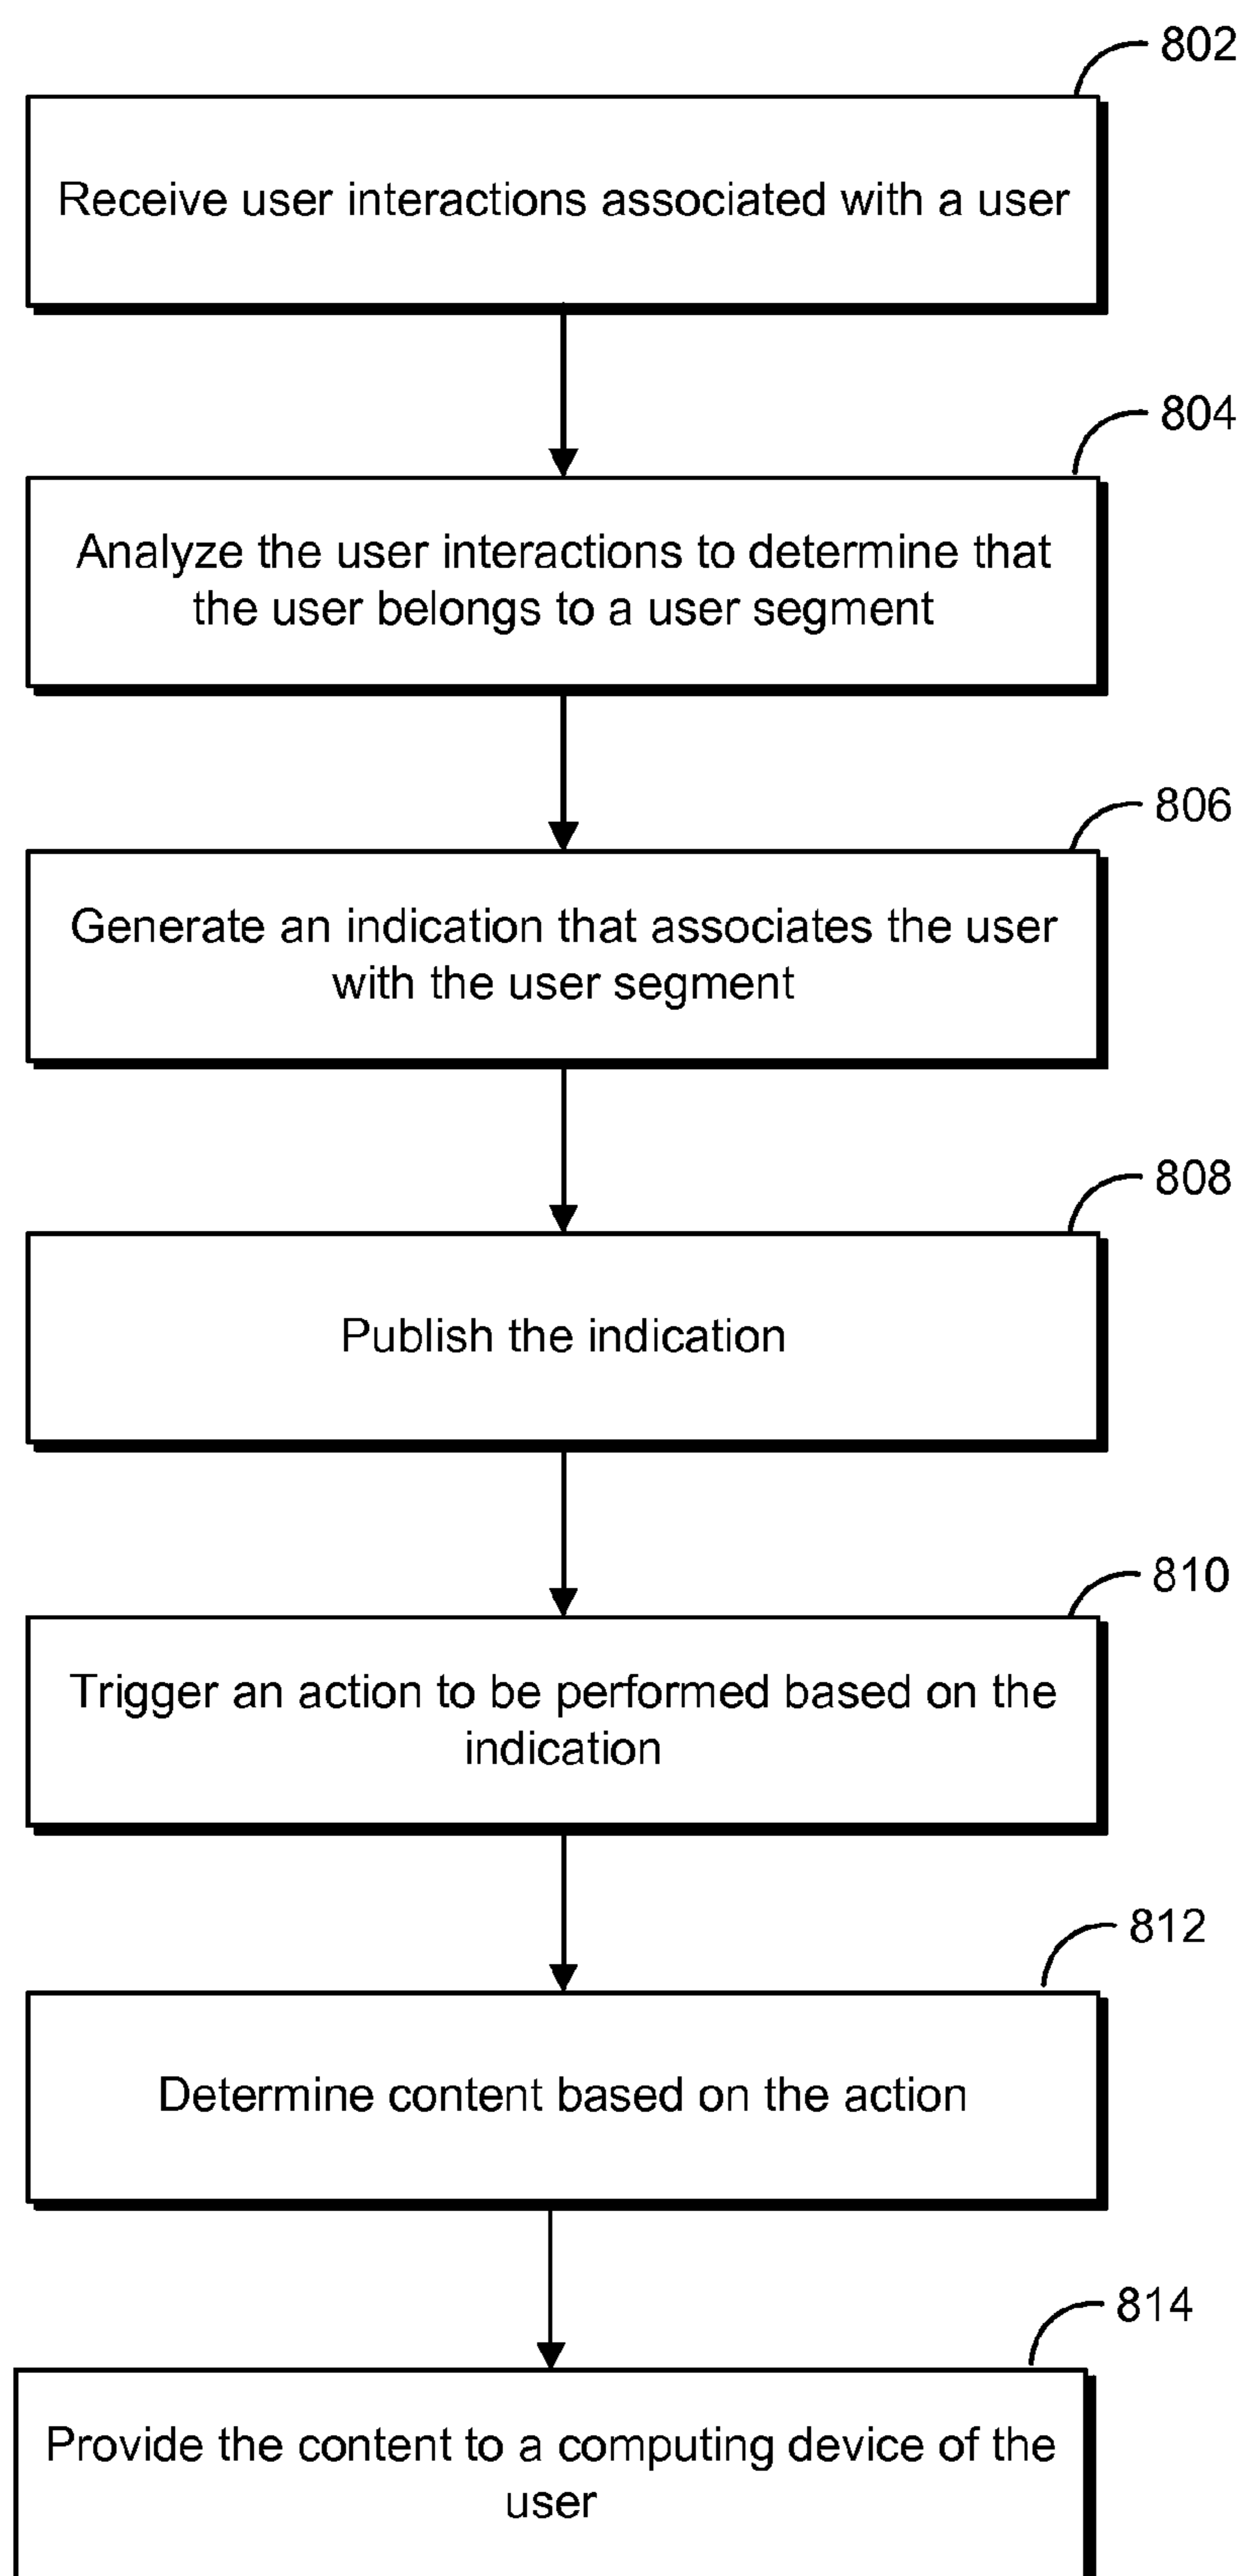 802
Receive user interactions associated with a user
804
Analyze the user interactions to determine that
the user belongs to a user segment
806
Generate an indication that associates the user
with the user segment
808
Publish the indication
810
Trigger an action to be performed based on the
indication
812
Determine content based on the action
814
Provide the content to a computing device of the
user